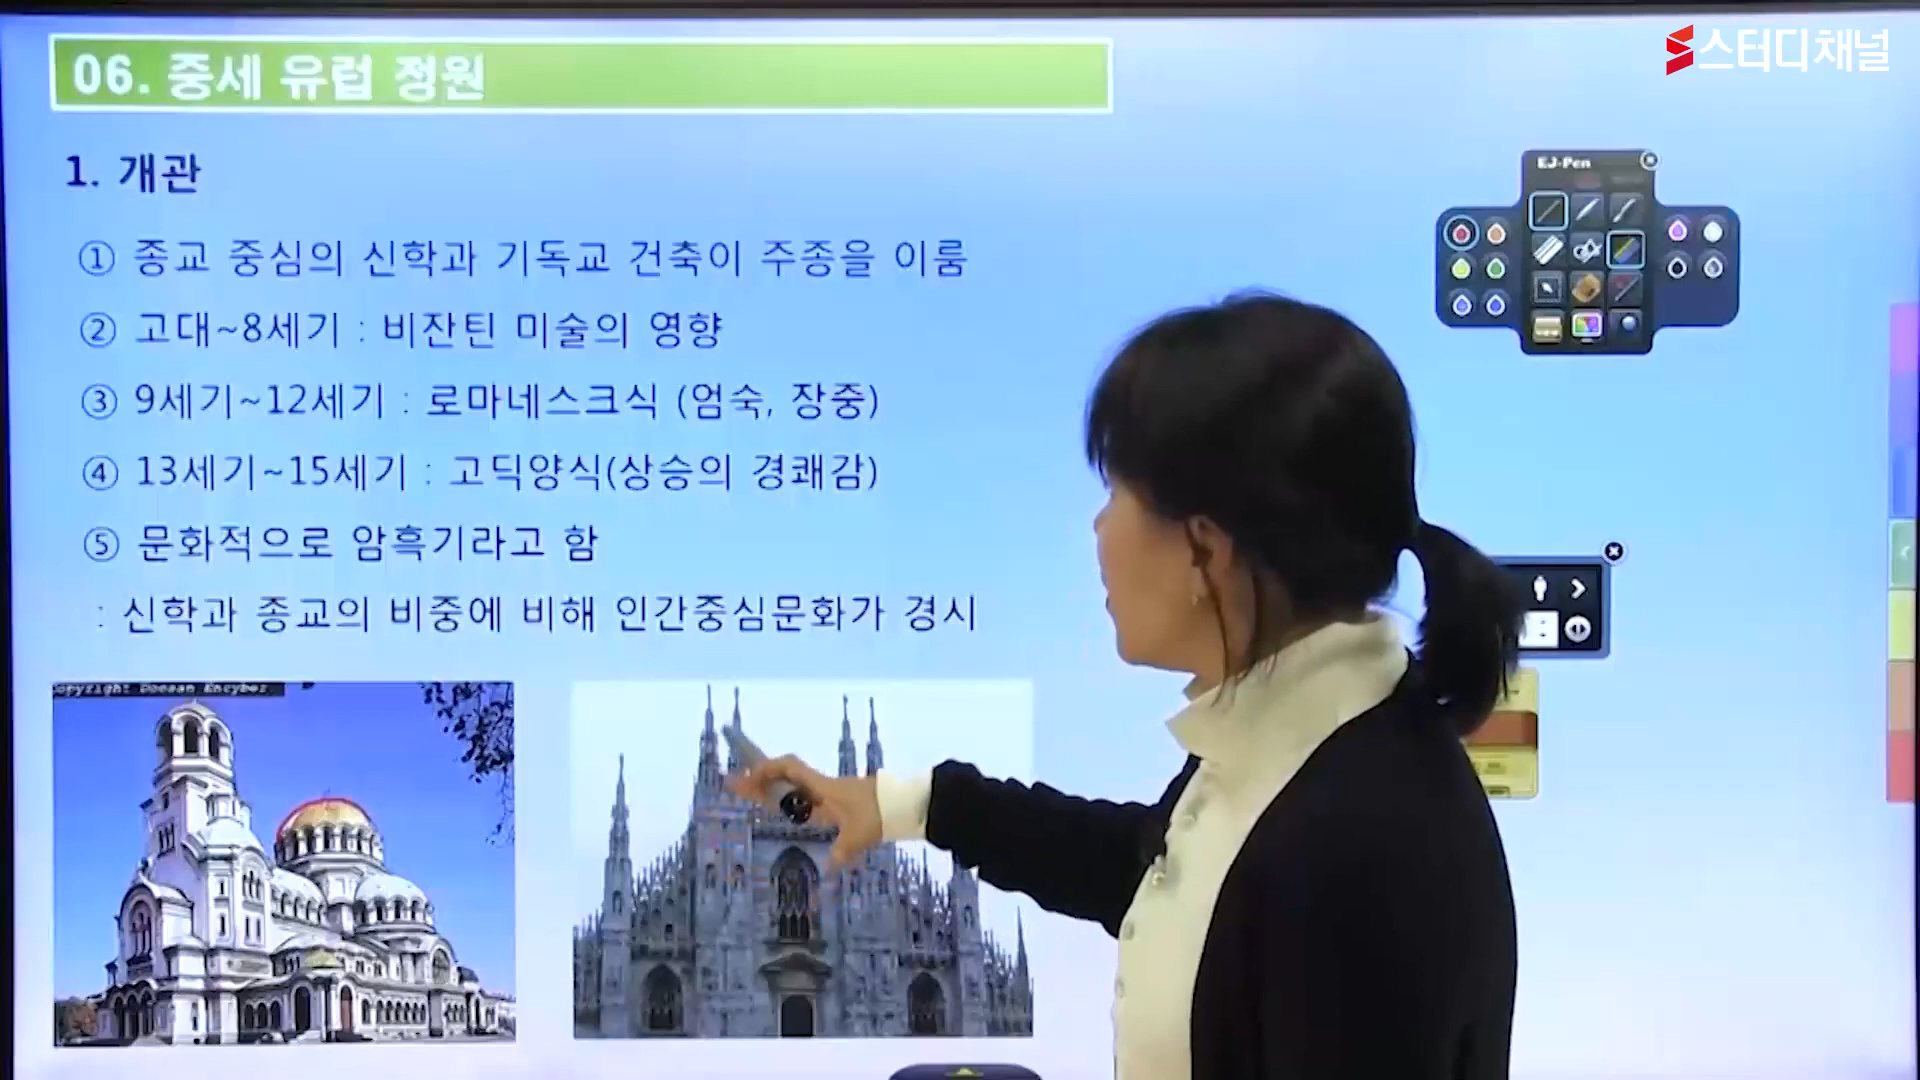 06. 중세 유럽 정원
스터디채널
1. 개관
EJ-Pen
① 종교 중심의 신학과 기독교 건축이 주종을 이룸
② 고대~8세기 : 비잔틴 미술의 영향
③ 9세기~12세기 : 로마네스크식 (엄숙, 장중)
④ 13세기~15세기 : 고딕양식(상승의 경쾌감)
⑤ 문화적으로 암흑기라고 함
: 신학과 종교의 비중에 비해 인간중심문화가 경시
opyright Doosan Encyber